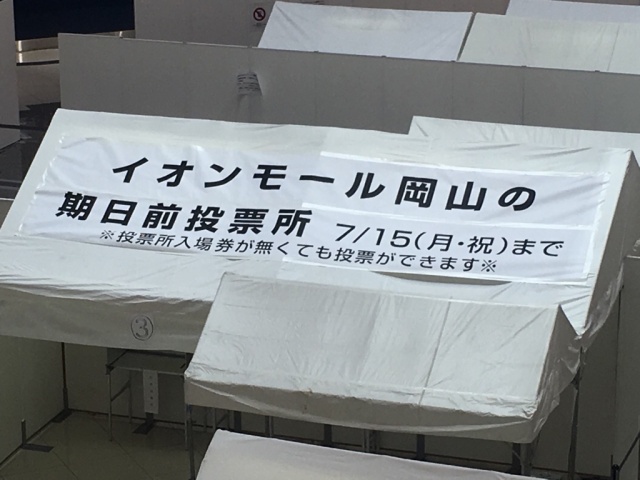 イオンモール岡山の
期日前投票所 7/15(月・祝)まで
※投票所入場券が無くても投票ができます※
③